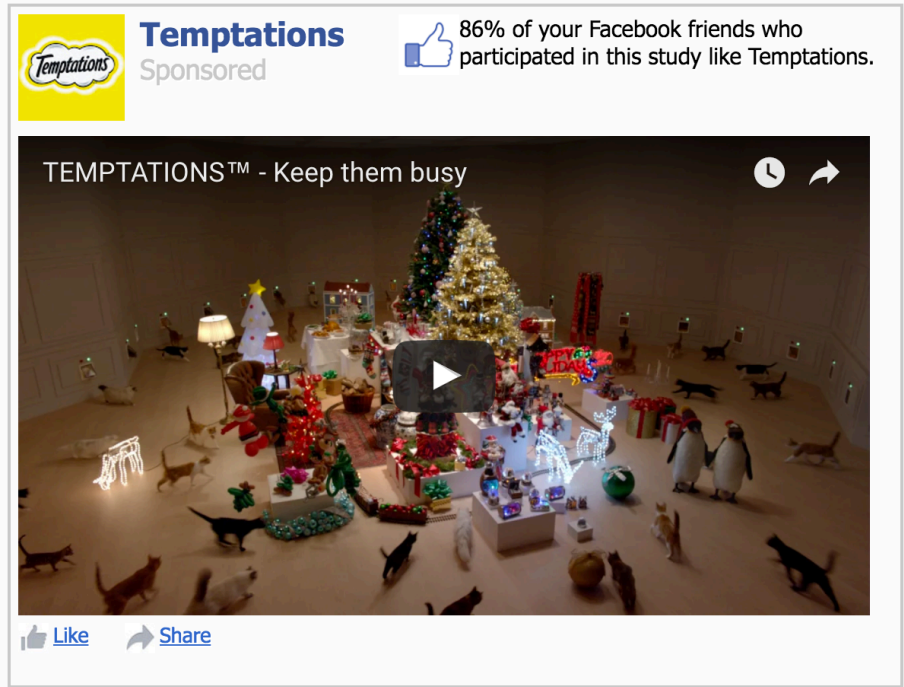 Temptations
Temptations
Sponsored
86% of your Facebook friends who
participated in this study like Temptations.
TEMPTATIONS™ - Keep them busy
Like
Share